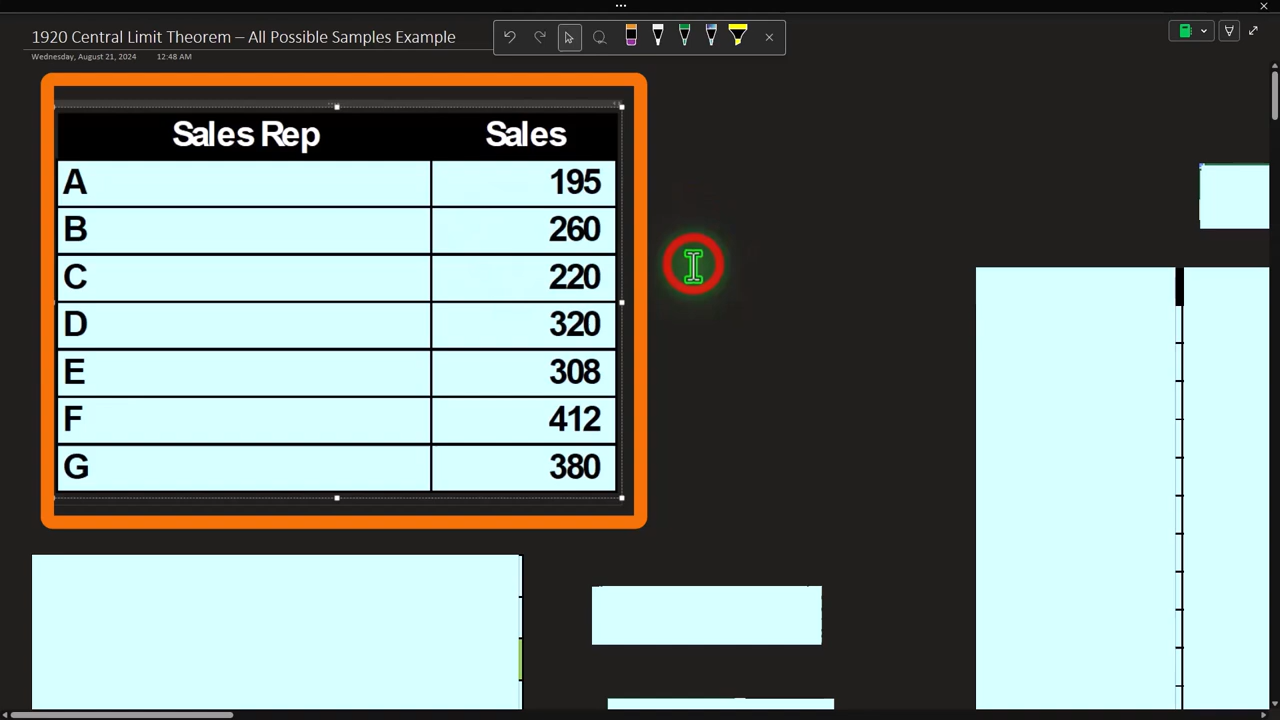 1920 Central Limit Theorem – All Possible Samples Example
Wednesday, August 21, 2024 12:48 AM
Sales Rep Sales
A 195
B 260
C 220
D 320
E 308
F 412
G 380